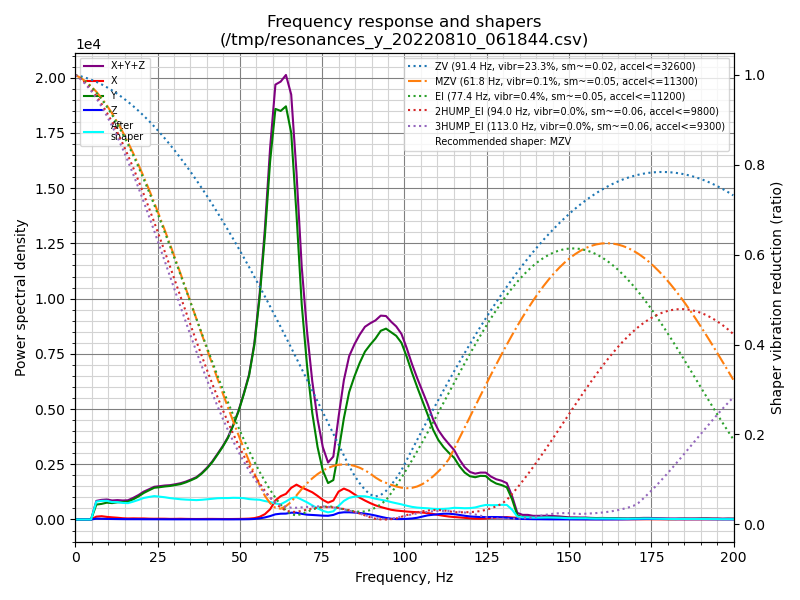 Frequency response and shapers
(/tmp/resonances_y_20220810_061844.csv)
1e4
X+Y+Z
X
Y
Z
After
shaper
ZV (91.4 Hz, vibr=23.3%, sm~=0.02, accel<=32600)
MZV (61.8 Hz, vibr=0.1%, sm~=0.05, accel<=11300)
EI (77.4 Hz, vibr=0.4%, sm~=0.05, accel<=11200)
2HUMP_EI (94.0 Hz, vibr=0.0%, sm~=0.06, accel<=9800)
3HUMP_EI (113.0 Hz, vibr=0.0%, sm~=0.06, accel<=9300)
Recommended shaper: MZV
2.00
1.75
1.50
1.25
1.00
0.75
0.50
0.25
0.00
Power spectral density
1.0
0.8
0.6
0.4
0.2
0.0
Shaper vibration reduction (ratio)
0 25 50 75 100 125 150 175 200
Frequency, Hz